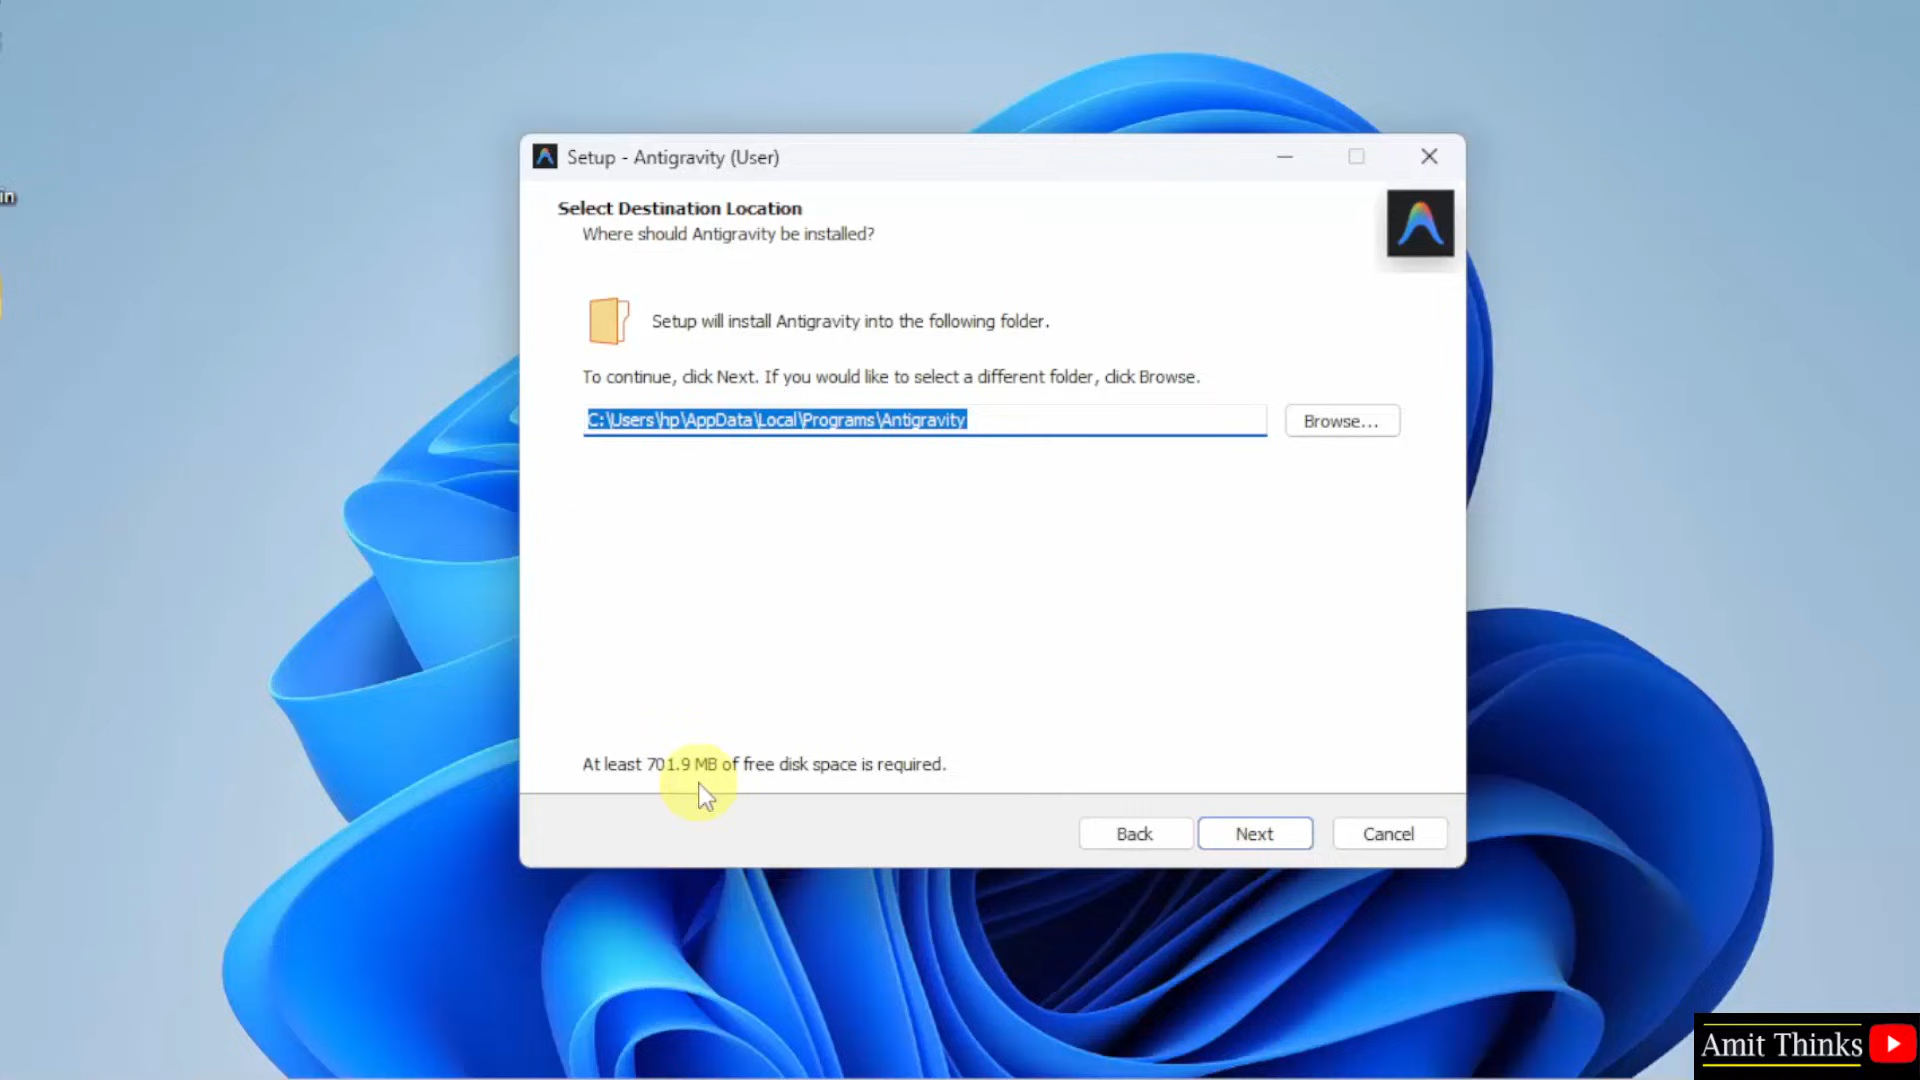 in
Setup - Antigravity (User)
Select Destination Location
Where should Antigravity be installed?
Setup will install Antigravity into the following folder.
To continue, click Next. If you would like to select a different folder, click Browse.
C:\Users\hp\AppData\Local\Programs\Antigravity
Browse...
At least 701.9 MB of free disk space is required.
Back
Next
Cancel
Amit Thinks